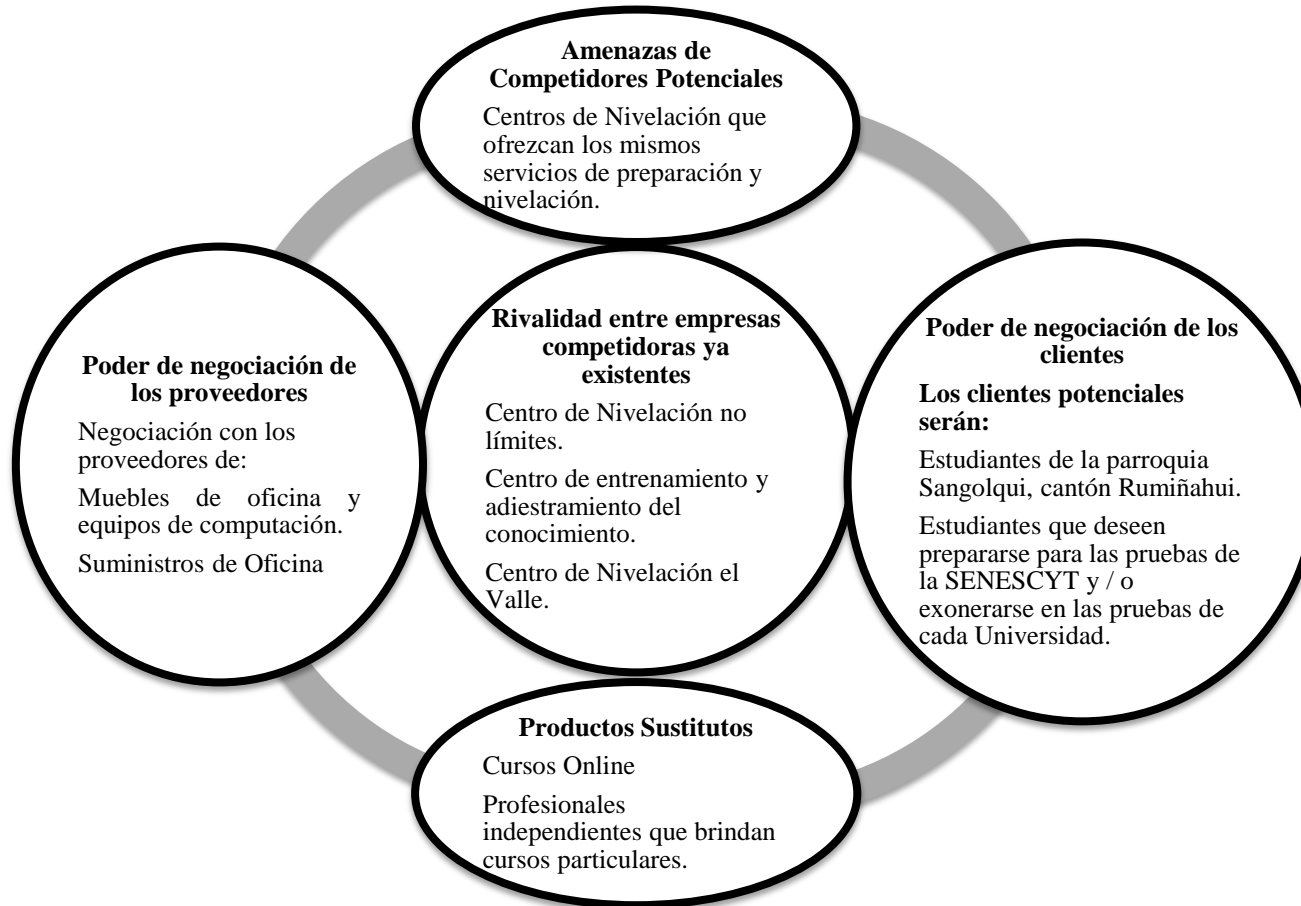 Amenazas de
Competidores Potenciales
Centros de Nivelación que
ofrezcan los mismos
servicios de preparación y
nivelación.
Poder de negociación de
los proveedores
Negociación con los
proveedores de:
Muebles de oficina y
equipos de computación.
Suministros de Oficina
Rivalidad entre empresas
competidoras ya
existentes
Centro de Nivelación no
límites.
Centro de entrenamiento y
adiestramiento del
conocimiento.
Centro de Nivelación el
Valle.
Poder de negociación de los
clientes
Los clientes potenciales
serán:
Estudiantes de la parroquia
Sangolqui, cantón Rumiñahui.
Estudiantes que deseen
prepararse para las pruebas de
la SENESCYT y / o
exonerarse en las pruebas de
cada Universidad.
Productos Sustitutos
Cursos Online
Profesionales
independientes que brindan
cursos particulares.